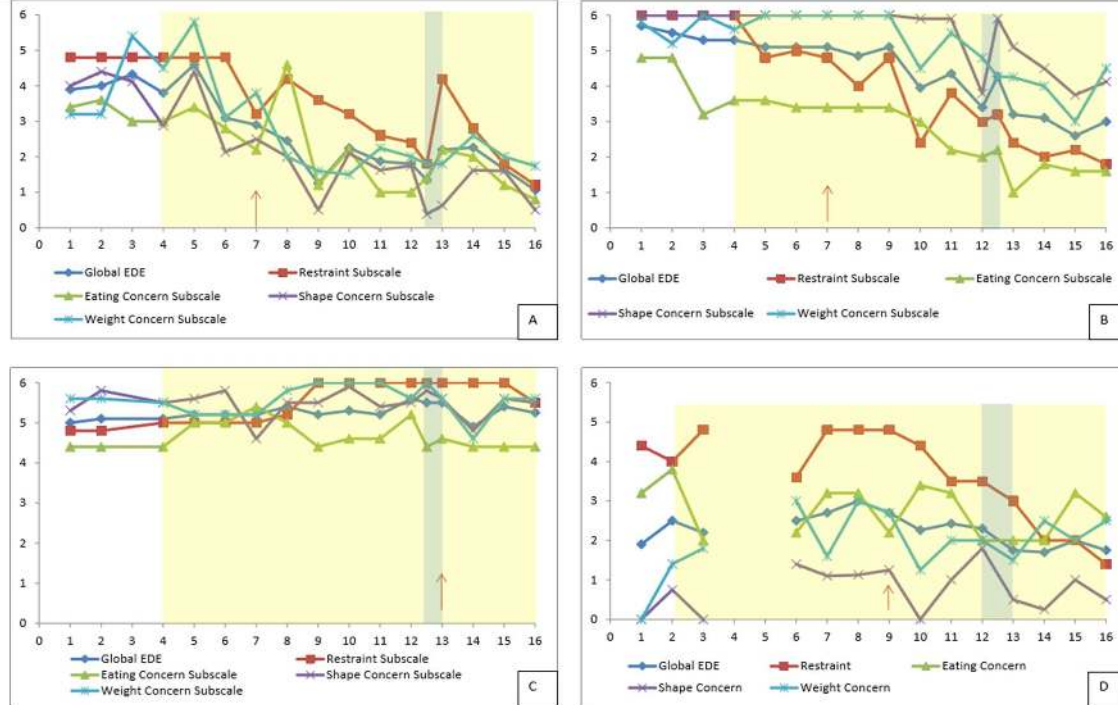 6
5
4
3
2
1
0
0 1 2 3 4 5 6 7 8 9 10 11 12 13 14 15 16
Global EDE Restraint Subscale
Eating Concern Subscale Shape Concern Subscale
Weight Concern Subscale
A
6
5
4
3
2
1
0
0 1 2 3 4 5 6 7 8 9 10 11 12 13 14 15 16
Global EDE Restraint Subscale Eating Concern Subscale
Shape Concern Subscale Weight Concern Subscale
B
6
5
4
3
2
1
0
0 1 2 3 4 5 6 7 8 9 10 11 12 13 14 15 16
Global EDE Restraint Subscale
Eating Concern Subscale Shape Concern Subscale
Weight Concern Subscale
C
6
5
4
3
2
1
0
0 1 2 3 4 5 6 7 8 9 10 11 12 13 14 15 16
Global EDE Restraint Eating Concern
Shape Concern Weight Concern
D